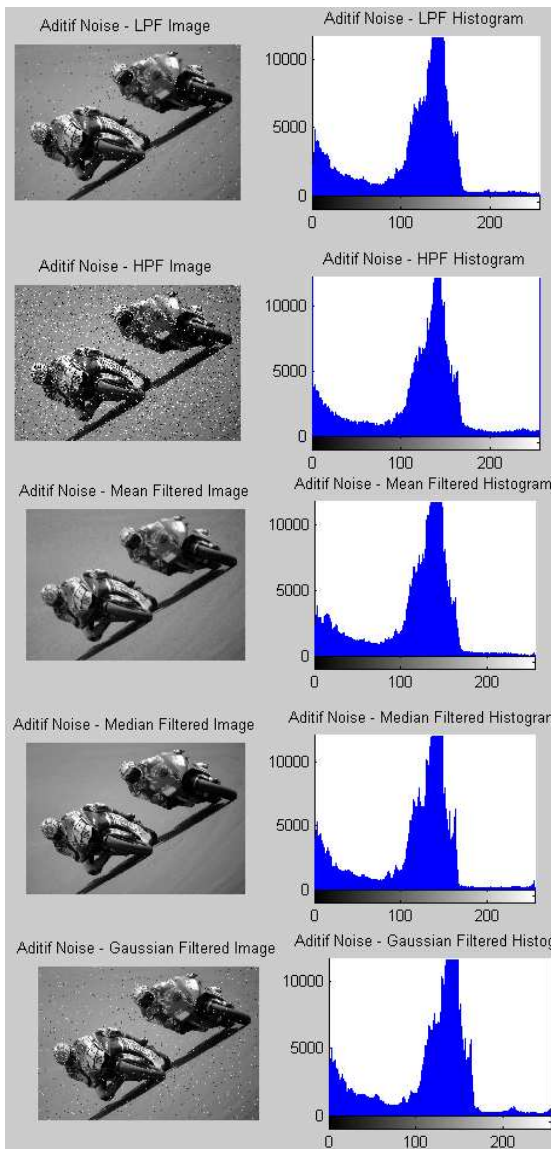 Aditif Noise - LPF Image
Aditif Noise - LPF Histogram
10000
5000
0
0 100 200
Aditif Noise - HPF Image
Aditif Noise - HPF Histogram
10000
5000
0
0 100 200
Aditif Noise - Mean Filtered Image
Aditif Noise - Mean Filtered Histogram
10000
5000
0
0 100 200
Aditif Noise - Median Filtered Image
Aditif Noise - Median Filtered Histogram
10000
5000
0
0 100 200
Aditif Noise - Gaussian Filtered Image
Aditif Noise - Gaussian Filtered Histog
10000
5000
0
0 100 200